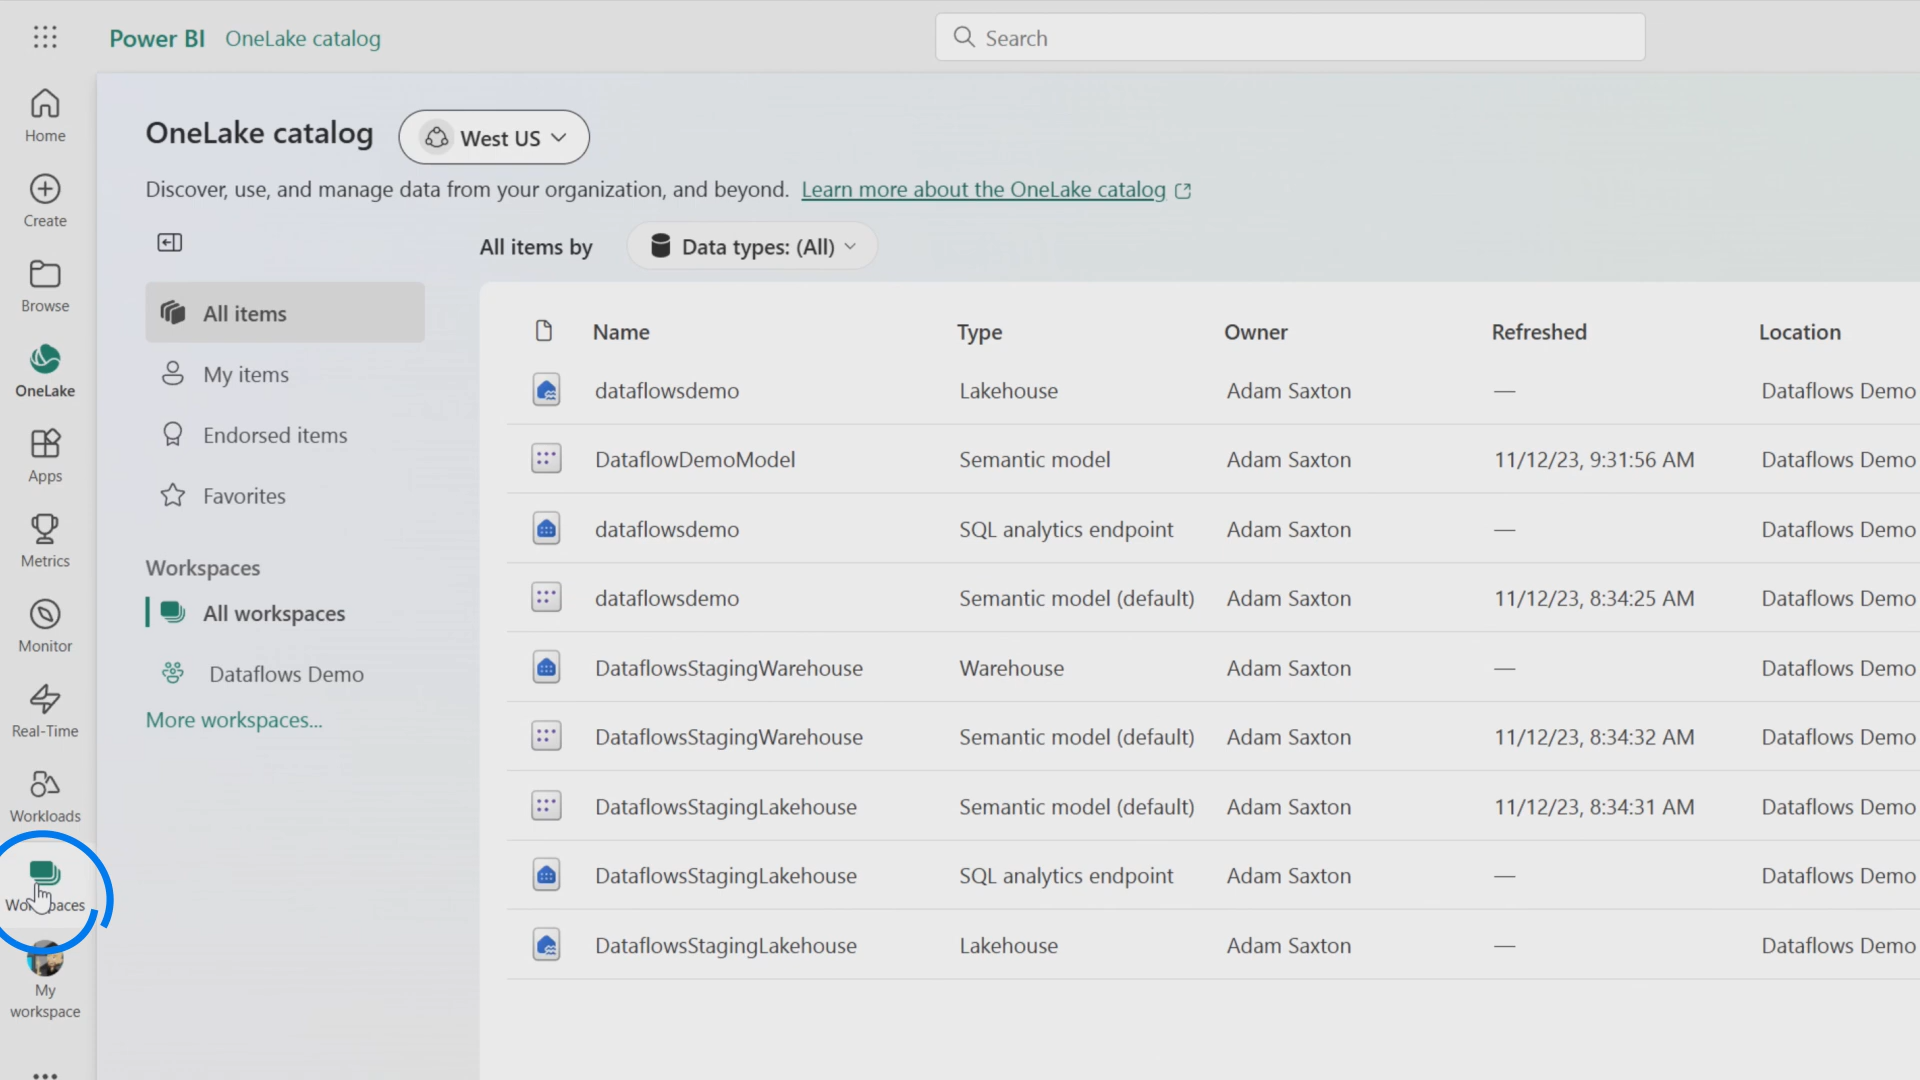 Power BI OneLake catalog
Search
Home
Create
Browse
OneLake
Apps
Metrics
Monitor
Real-Time
Workloads
Workspaces
My
workspace
OneLake catalog
West US
Discover, use, and manage data from your organization, and beyond. Learn more about the OneLake catalog
All items
My items
Endorsed items
Favorites
Workspaces
All workspaces
Dataflows Demo
More workspaces...
All items by Data types: (All)
Name Type Owner Refreshed Location
dataflowsdemo Lakehouse Adam Saxton — Dataflows Demo
DataflowDemoModel Semantic model Adam Saxton 11/12/23, 9:31:56 AM Dataflows Demo
dataflowsdemo SQL analytics endpoint Adam Saxton — Dataflows Demo
dataflowsdemo Semantic model (default) Adam Saxton 11/12/23, 8:34:25 AM Dataflows Demo
DataflowsStagingWarehouse Warehouse Adam Saxton — Dataflows Demo
DataflowsStagingWarehouse Semantic model (default) Adam Saxton 11/12/23, 8:34:32 AM Dataflows Demo
DataflowsStagingLakehouse Semantic model (default) Adam Saxton 11/12/23, 8:34:31 AM Dataflows Demo
DataflowsStagingLakehouse SQL analytics endpoint Adam Saxton — Dataflows Demo
DataflowsStagingLakehouse Lakehouse Adam Saxton — Dataflows Demo